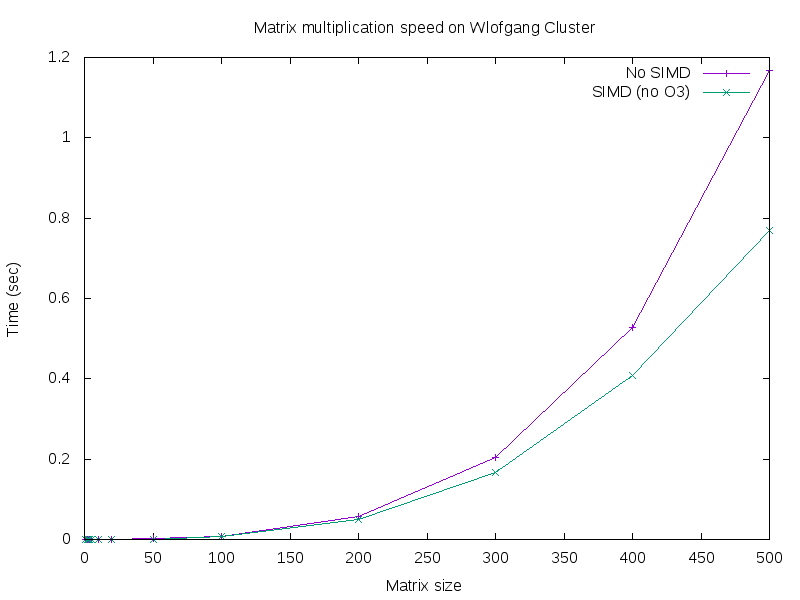 Matrix multiplication speed on Wlofgang Cluster
1.2
1
0.8
0.6
0.4
0.2
0
Time (sec)
No SIMD
SIMD (no O3)
0 50 100 150 200 250 300 350 400 450 500
Matrix size